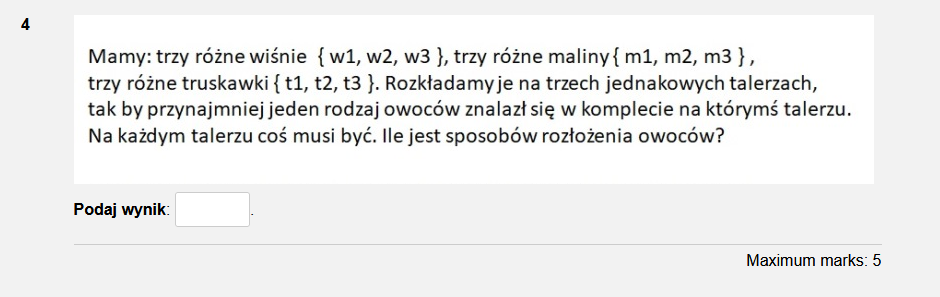 4
Mamy: trzy różne wiśnie { w1, w2, w3 }, trzy różne maliny{ m1, m2, m3 } ,
trzy różne truskawki { t1, t2, t3 }. Rozkładamy je na trzech jednakowych talerzach,
tak by przynajmniej jeden rodzaj owoców znalazł się w komplecie na którymś talerzu.
Na każdym talerzu coś musi być. Ile jest sposobów rozłożenia owoców?
Podaj wynik: .
Maximum marks: 5